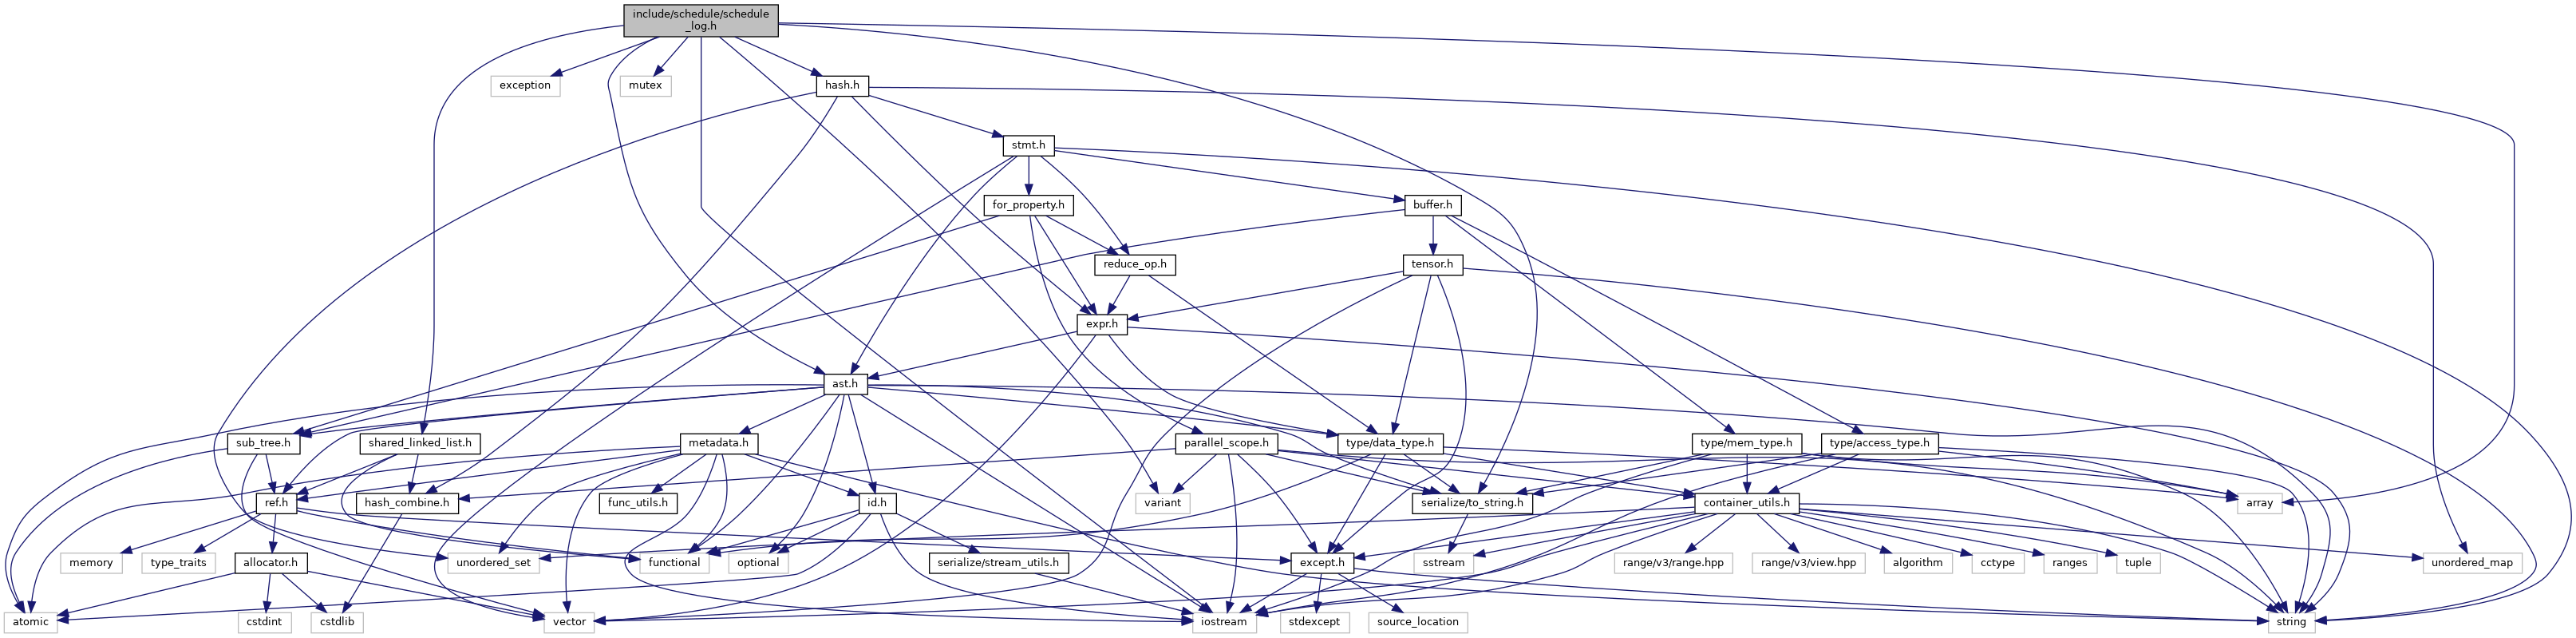 include/schedule/schedule
_log.h
exception
mutex
hash.h
stmt.h
for_property.h
buffer.h
reduce_op.h
tensor.h
expr.h
ast.h
sub_tree.h
shared_linked_list.h
metadata.h
parallel_scope.h
type/data_type.h
type/mem_type.h
type/access_type.h
ref.h
hash_combine.h
func_utils.h
id.h
variant
serialize/to_string.h
container_utils.h
array
memory
type_traits
allocator.h
unordered_set
functional
optional
serialize/stream_utils.h
except.h
sstream
range/v3/range.hpp
range/v3/view.hpp
algorithm
cctype
ranges
tuple
unordered_map
atomic
cstdint
cstdlib
vector
iostream
stdexcept
source_location
string